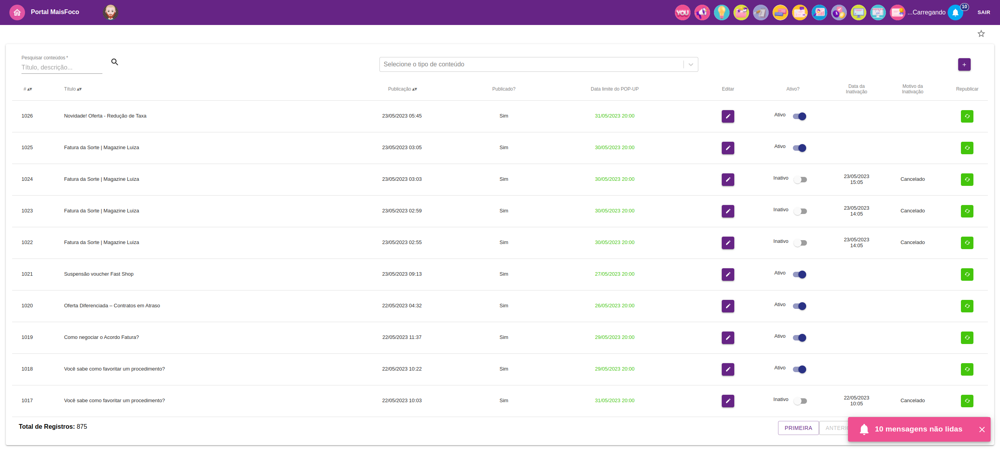 Portal MaisFoco
YOU
...Carregando
10
SAIR
Pesquisar conteúdos *
Título, descrição...
Selecione o tipo de conteúdo
+
# Título Publicação Publicado? Data limite do POP-UP Editar Ativo? Data da Inativação Motivo da Inativação Republicar
1026 Novidade! Oferta - Redução de Taxa 23/05/2023 05:45 Sim 31/05/2023 20:00 Ativo
1025 Fatura da Sorte | Magazine Luiza 23/05/2023 03:05 Sim 30/05/2023 20:00 Ativo
1024 Fatura da Sorte | Magazine Luiza 23/05/2023 03:03 Sim 30/05/2023 20:00 Inativo 23/05/2023 15:05 Cancelado
1023 Fatura da Sorte | Magazine Luiza 23/05/2023 02:59 Sim 30/05/2023 20:00 Inativo 23/05/2023 14:05 Cancelado
1022 Fatura da Sorte | Magazine Luiza 23/05/2023 02:55 Sim 30/05/2023 20:00 Inativo 23/05/2023 14:05 Cancelado
1021 Suspensão voucher Fast Shop 23/05/2023 09:13 Sim 27/05/2023 20:00 Ativo
1020 Oferta Diferenciada – Contratos em Atraso 22/05/2023 04:32 Sim 26/05/2023 20:00 Ativo
1019 Como negociar o Acordo Fatura? 22/05/2023 11:37 Sim 29/05/2023 20:00 Ativo
1018 Você sabe como favoritar um procedimento? 22/05/2023 10:22 Sim 29/05/2023 20:00 Ativo
1017 Você sabe como favoritar um procedimento? 22/05/2023 10:03 Sim 31/05/2023 20:00 Inativo 22/05/2023 10:05 Cancelado
Total de Registros: 875
PRIMEIRA
ANTERI
10 mensagens não lidas